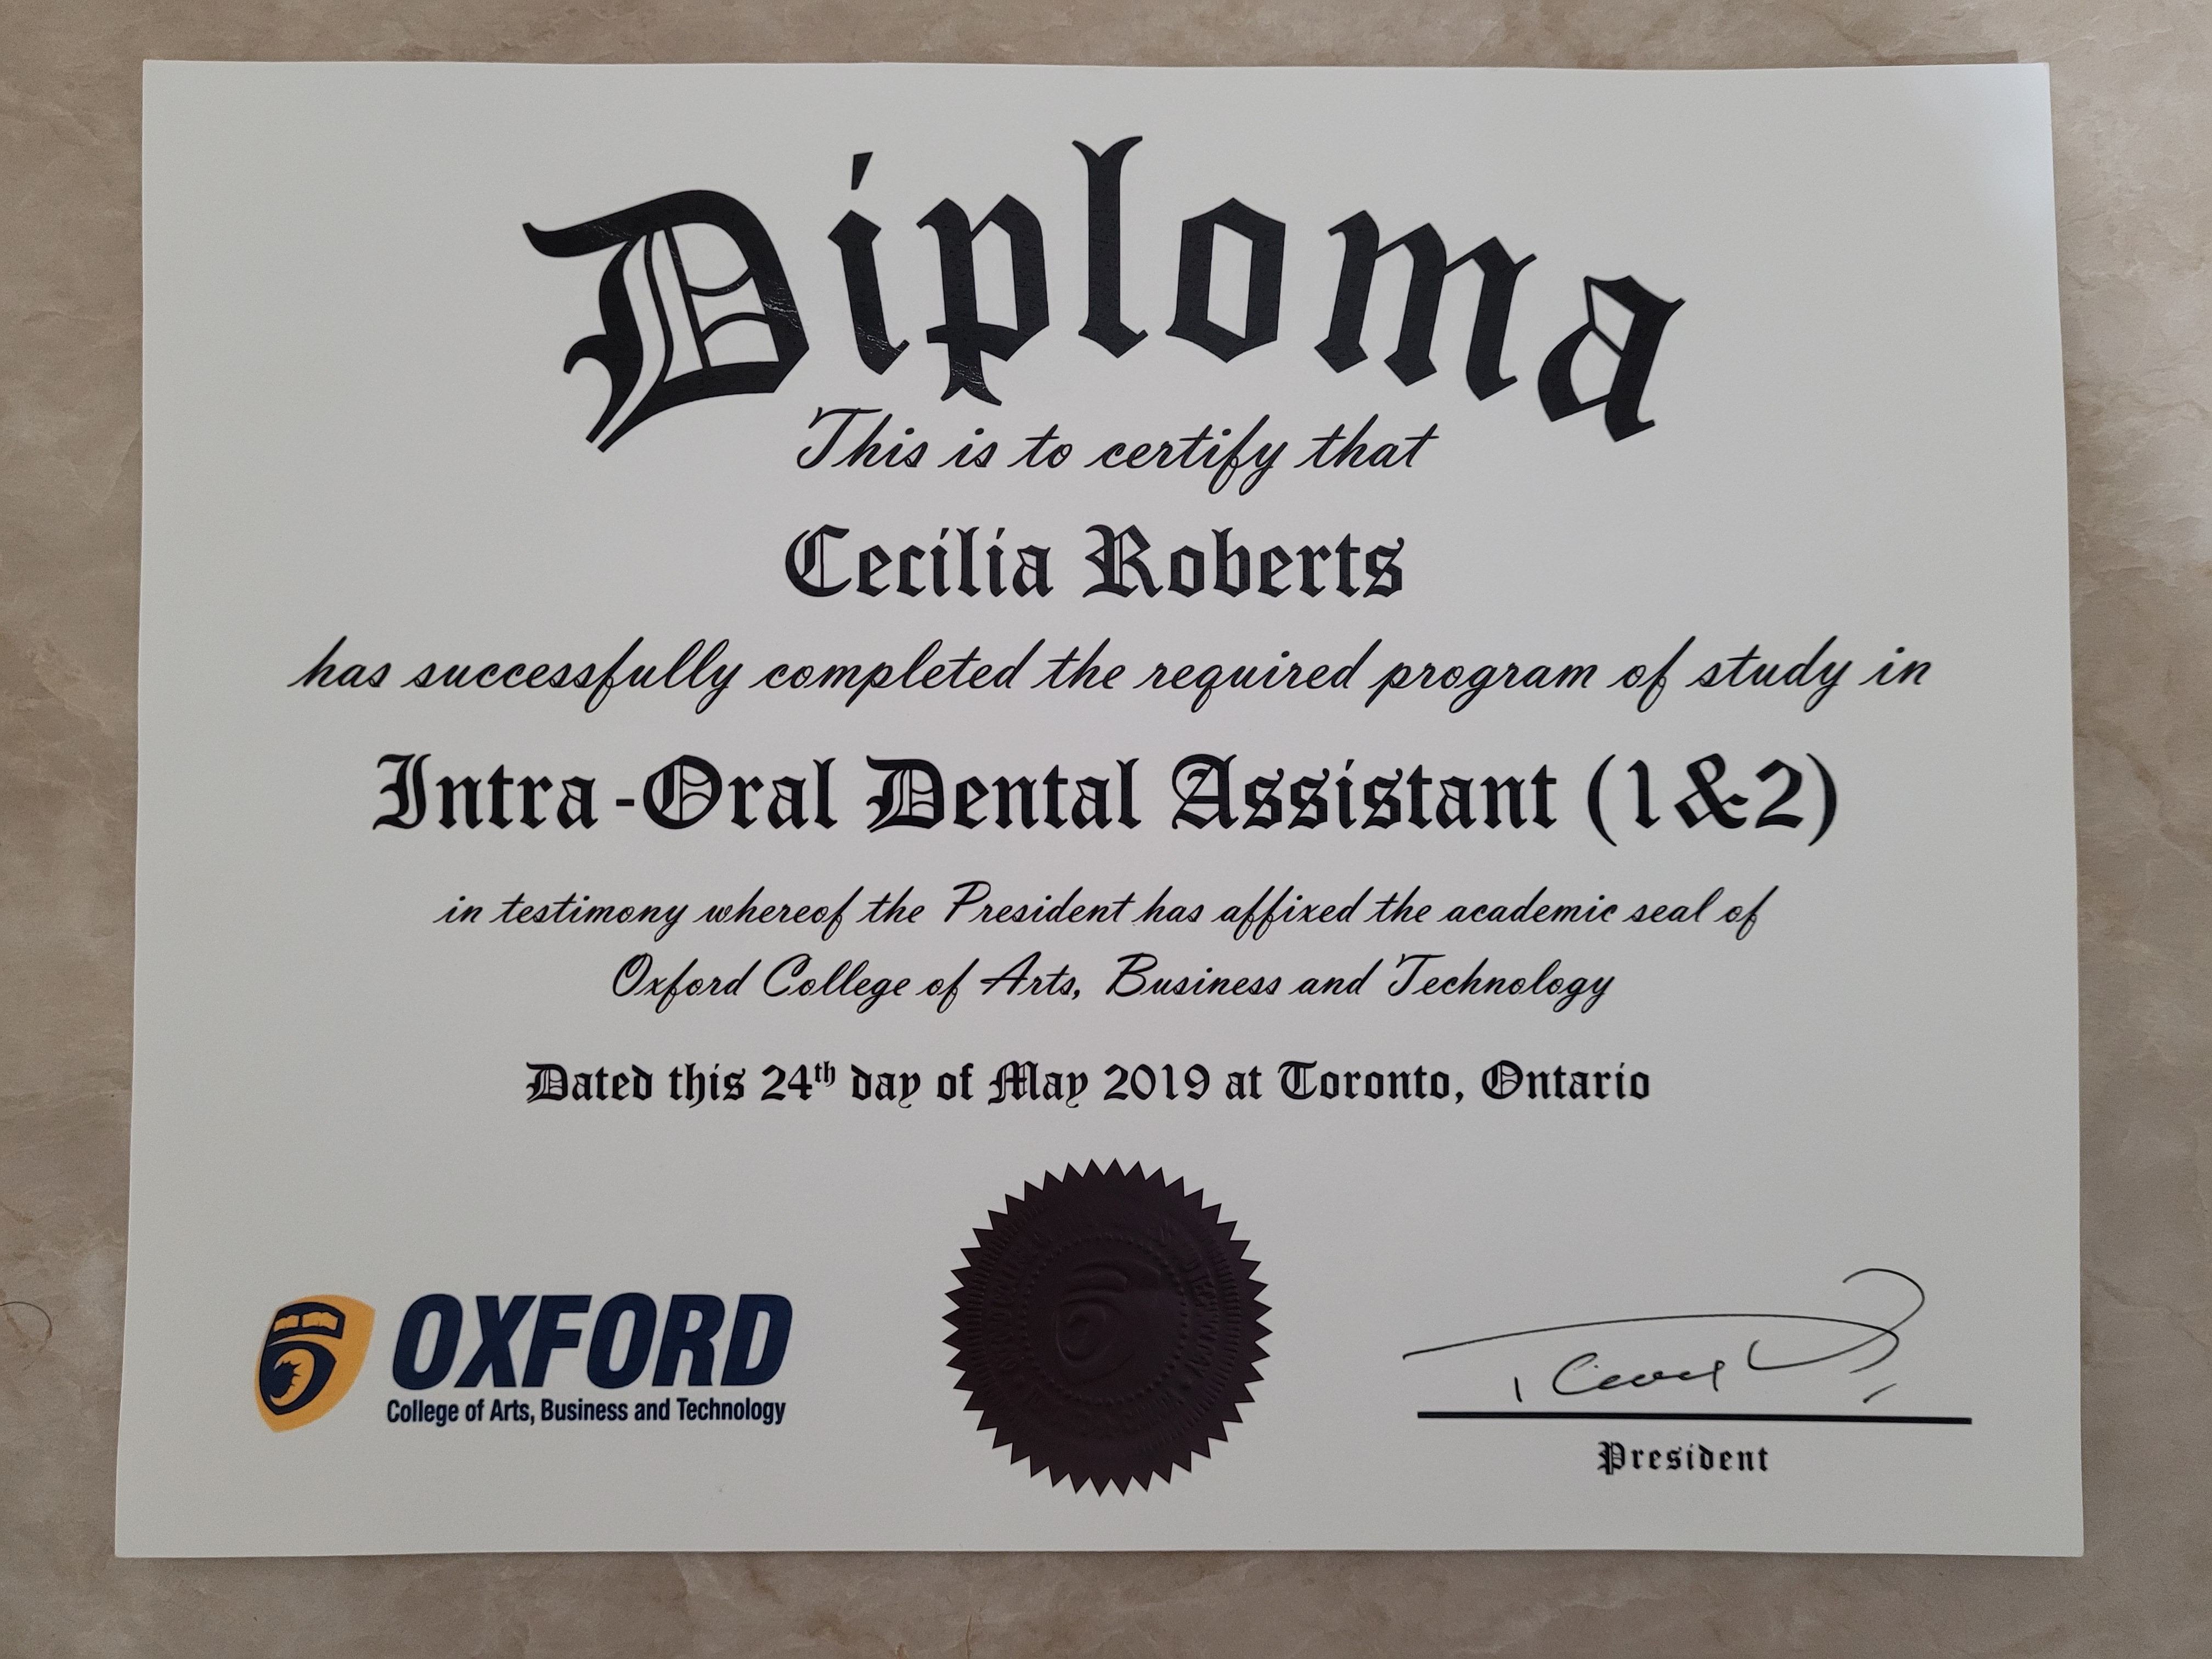 Diploma
This is to certify that
Cecilia Roberts
has successfully completed the required program of study in
Intra-Oral Dental Assistant (1&2)
in testimony whereof the President has affixed the academic seal of
Oxford College of Arts, Business and Technology
Dated this 24th day of May 2019 at Toronto, Ontario
OXFORD
College of Arts, Business and Technology
President